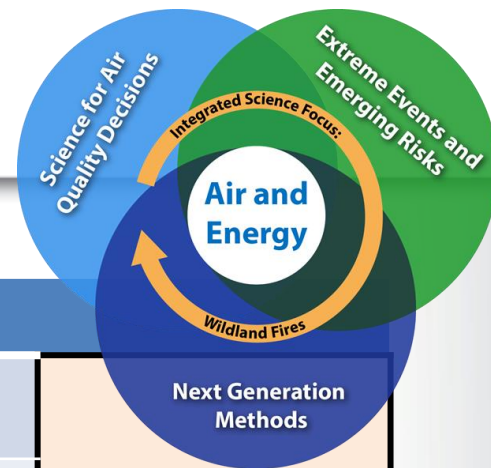 Science for Air
Quality Decisions
Extreme Events and
Emerging Risks
Integrated Science Focus:
Air and
Energy
Wildland Fires
Next Generation
Methods